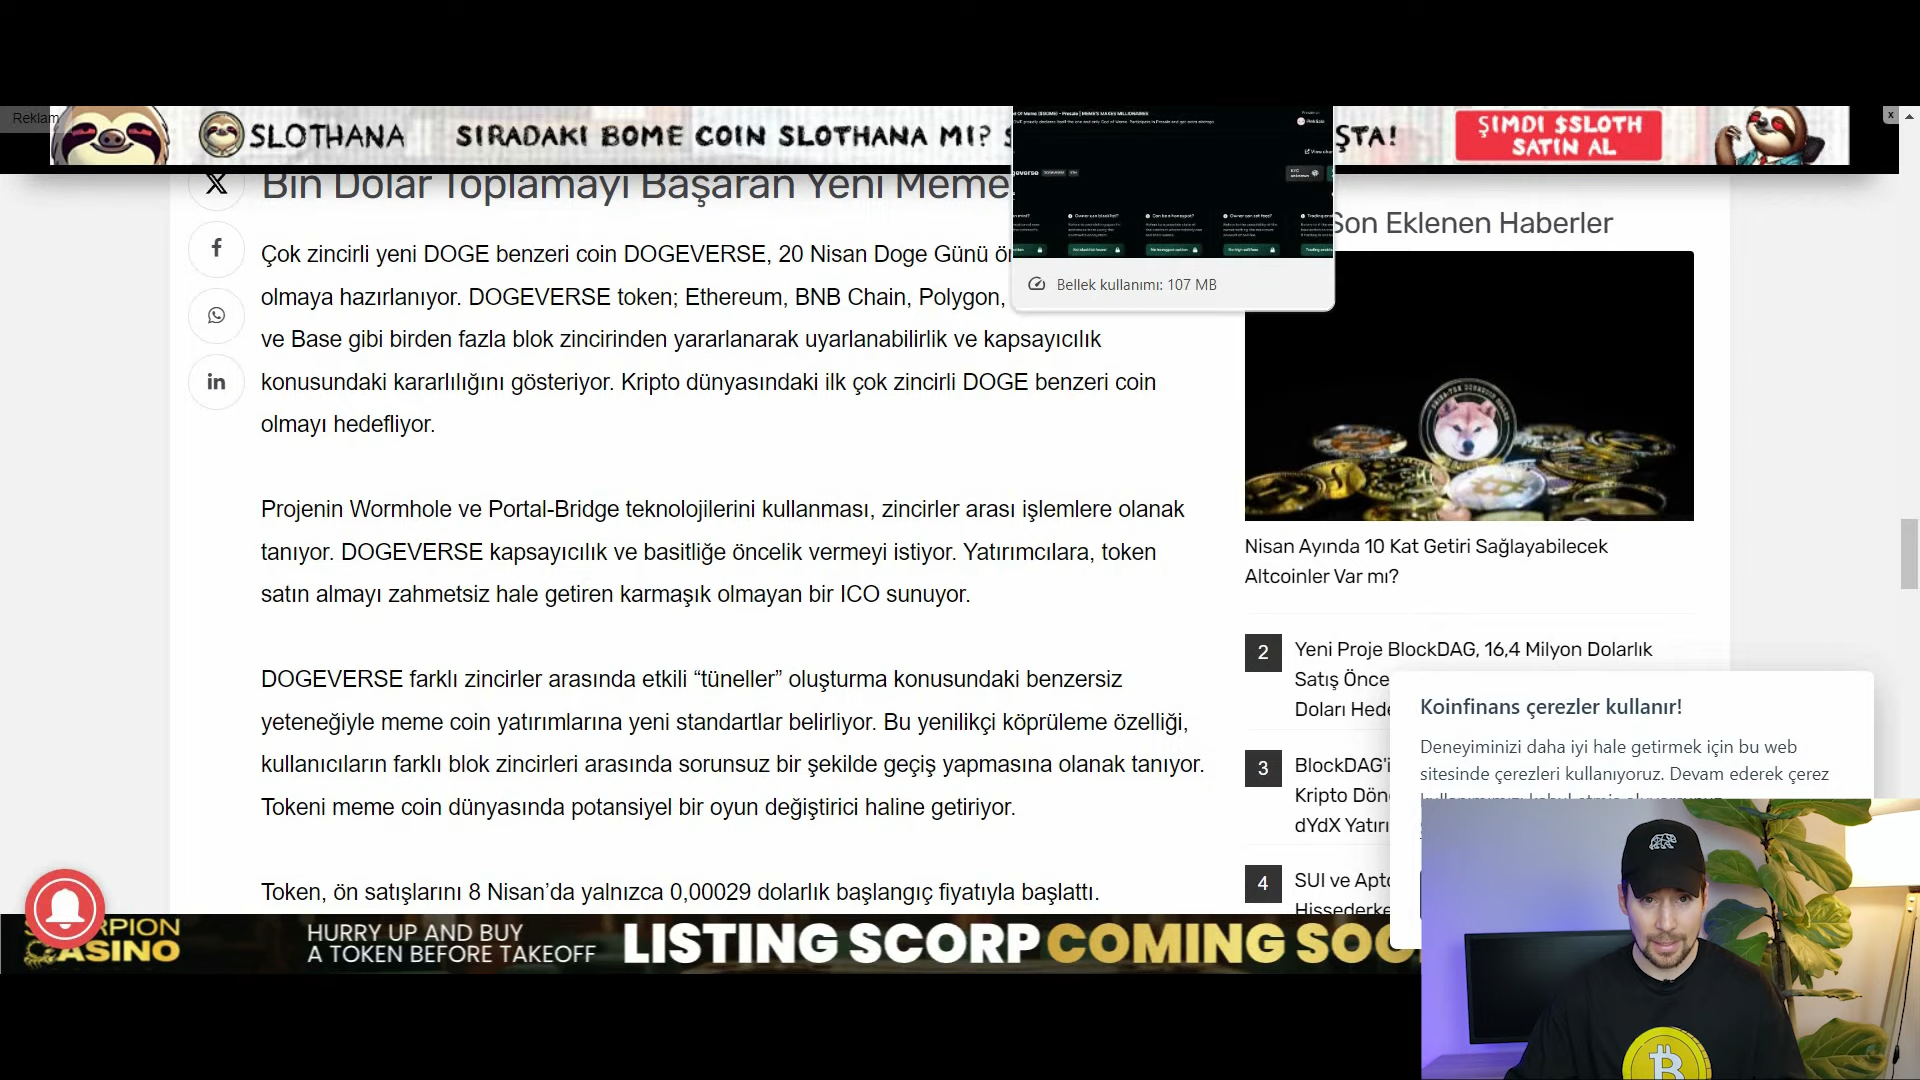 Reklam
SLOTHANA
SIRADAKI BOME COIN SLOTHANA MI?
ŞTA!
ŞIMDI $SLOTH
SATIN AL
x
Bin Dolar Toplamayı Başaran Yeni Meme
Çok zincirli yeni DOGE benzeri coin DOGEVERSE, 20 Nisan Doge Günü ön
olmaya hazırlanıyor. DOGEVERSE token; Ethereum, BNB Chain, Polygon,
ve Base gibi birden fazla blok zincirinden yararlanarak uyarlanabilirlik ve kapsayıcılık
konusundaki kararlılığını gösteriyor. Kripto dünyasındaki ilk çok zincirli DOGE benzeri coin
olmayı hedefliyor.
Projenin Wormhole ve Portal-Bridge teknolojilerini kullanması, zincirler arası işlemlere olanak
tanıyor. DOGEVERSE kapsayıcılık ve basitliğe öncelik vermeyi istiyor. Yatırımcılara, token
satın almayı zahmetsiz hale getiren karmaşık olmayan bir ICO sunuyor.
DOGEVERSE farklı zincirler arasında etkili “tüneller” oluşturma konusundaki benzersiz
yeteneğiyle meme coin yatırımlarına yeni standartlar belirliyor. Bu yenilikçi köprüleme özelliği,
kullanıcıların farklı blok zincirleri arasında sorunsuz bir şekilde geçiş yapmasına olanak tanıyor.
Tokeni meme coin dünyasında potansiyel bir oyun değiştirici haline getiriyor.
Token, ön satışlarını 8 Nisan’da yalnızca 0,00029 dolarlık başlangıç fiyatıyla başlattı.
Bellek kullanımı: 107 MB
Son Eklenen Haberler
Nisan Ayında 10 Kat Getiri Sağlayabilecek
Altcoinler Var mı?
2
Yeni Proje BlockDAG, 16,4 Milyon Dolarlık
Satış Önce
Doları Hede
3
BlockDAG'i
Kripto Dön
dYdX Yatırı
4
SUI ve Apto
Hissederke
Koinfinans çerezler kullanır!
Deneyiminizi daha iyi hale getirmek için bu web
sitesinde çerezleri kullanıyoruz. Devam ederek çerez
RPION
CASINO
HURRY UP AND BUY
A TOKEN BEFORE TAKEOFF
LISTING SCORP COMING SOO